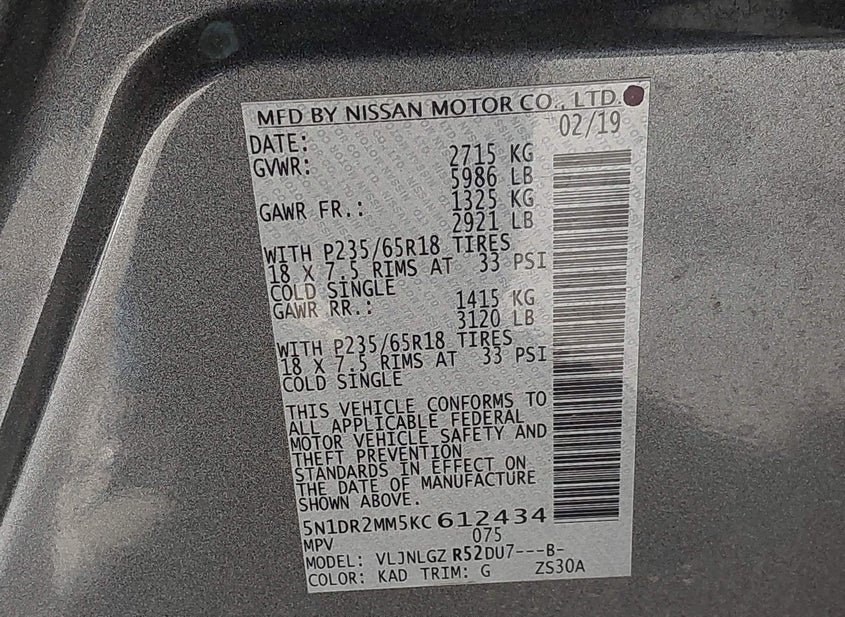 MFD BY NISSAN MOTOR CO., LTD.
DATE: 02/19
GVWR: 2715 KG
5986 LB
GAWR FR.: 1325 KG
2921 LB
WITH P235/65R18 TIRES
18 X 7.5 RIMS AT 33 PSI
COLD SINGLE
GAWR RR.: 1415 KG
3120 LB
WITH P235/65R18 TIRES
18 X 7.5 RIMS AT 33 PSI
COLD SINGLE
THIS VEHICLE CONFORMS TO
ALL APPLICABLE FEDERAL
MOTOR VEHICLE SAFETY AND
THEFT PREVENTION
STANDARDS IN EFFECT ON
THE DATE OF MANUFACTURE
SHOWN ABOVE.
5N1DR2MM5KC612434
MPV 075
MODEL: VLJNLGZ R52DU7---B-
COLOR: KAD TRIM: G ZS30A